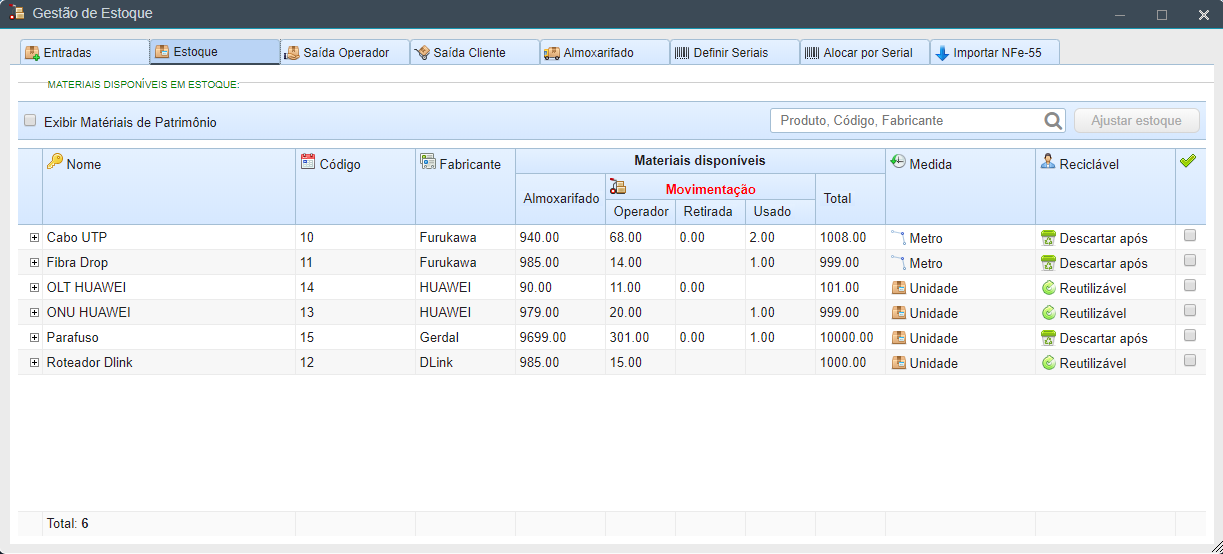 Gestão de Estoque
Entradas Estoque Saída Operador Saída Cliente Almoxarifado Definir Seriais Alocar por Serial Importar NFe-55
MATERIAIS DISPONÍVEIS EM ESTOQUE:
Exibir Matériais de Patrimônio Produto, Código, Fabricante Ajustar estoque
Nome Código Fabricante Materiais disponíveis Medida Reciclável
Almoxarifado Movimentação Total
Operador Retirada Usado
Cabo UTP 10 Furukawa 940.00 68.00 0.00 2.00 1008.00 Metro Descartar após
Fibra Drop 11 Furukawa 985.00 14.00 1.00 999.00 Metro Descartar após
OLT HUAWEI 14 HUAWEI 90.00 11.00 0.00 101.00 Unidade Reutilizável
ONU HUAWEI 13 HUAWEI 979.00 20.00 1.00 999.00 Unidade Reutilizável
Parafuso 15 Gerdal 9699.00 301.00 0.00 1.00 10000.00 Unidade Descartar após
Roteador Dlink 12 DLink 985.00 15.00 1000.00 Unidade Reutilizável
Total: 6